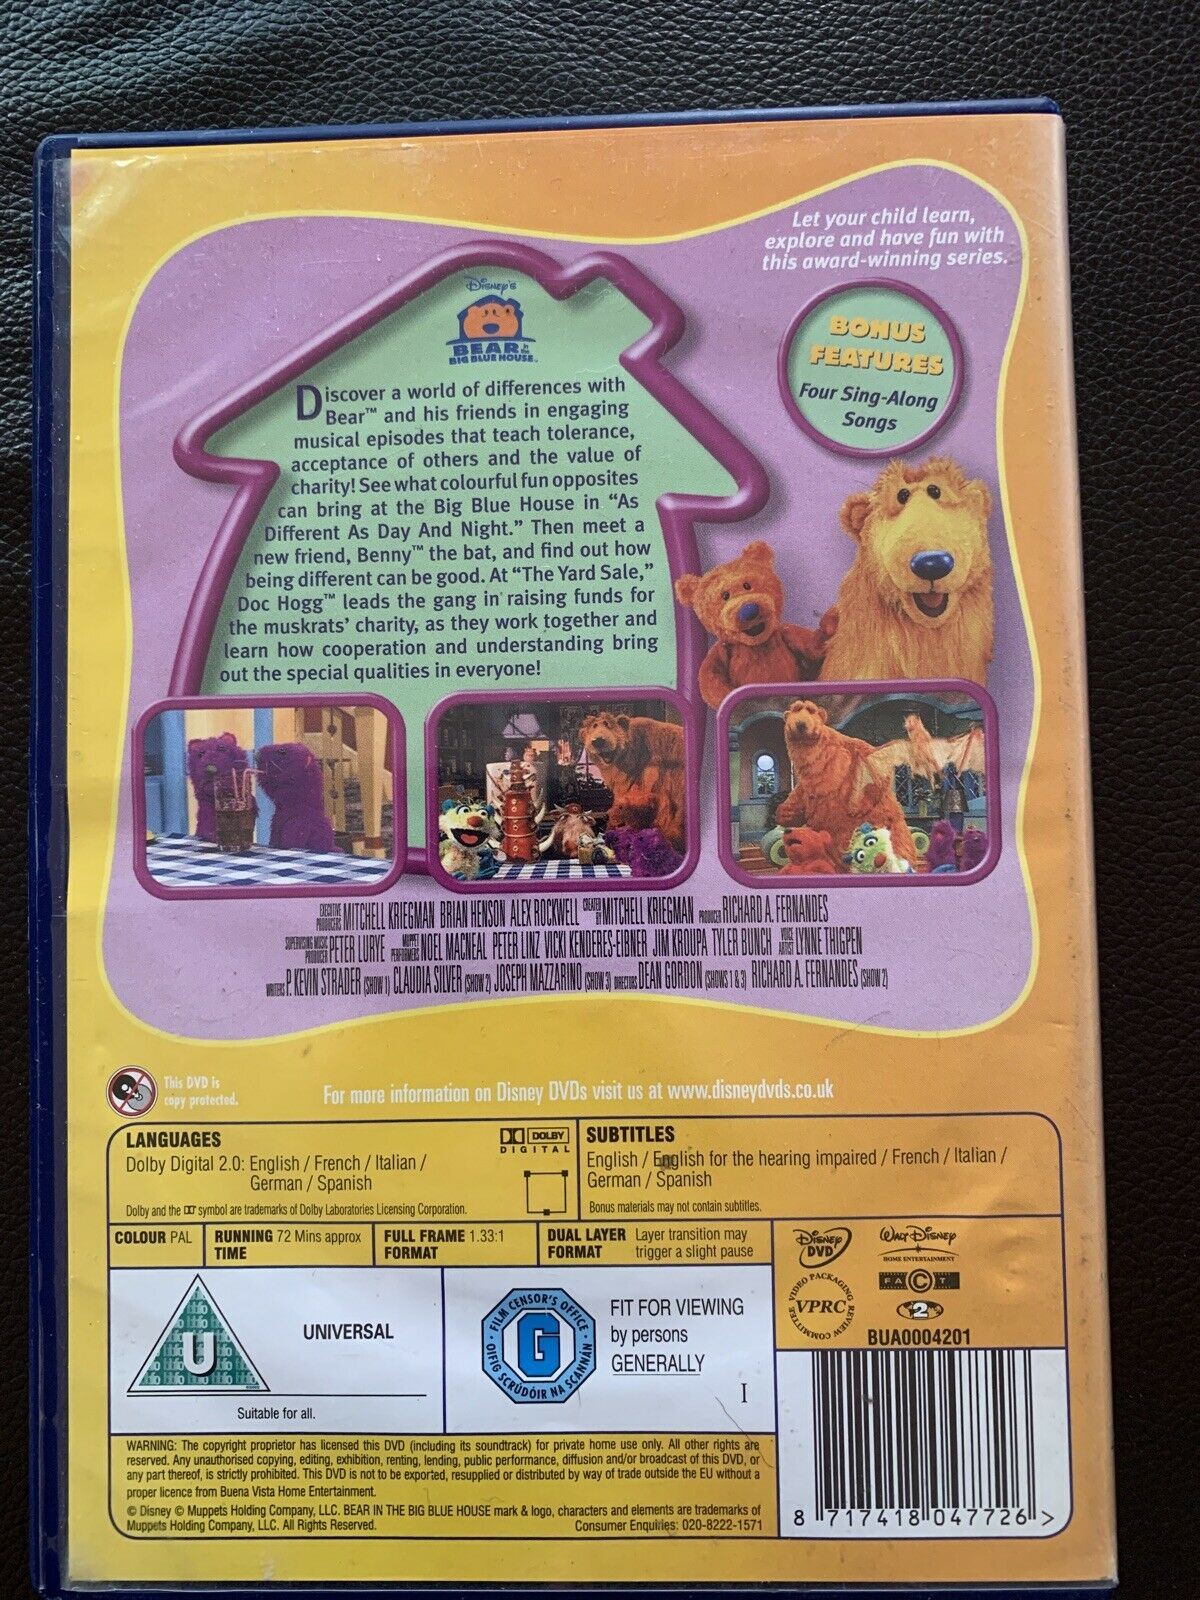 Let your child learn,
explore and have fun with
this award-winning series.
BONUS
FEATURES
Four Sing-Along
Songs
Disney's
BEAR in the
BIG BLUE HOUSE™
Discover a world of differences with
Bear™ and his friends in engaging
musical episodes that teach tolerance,
acceptance of others and the value of
charity! See what colourful fun opposites
can bring at the Big Blue House in “As
Different As Day And Night.” Then meet a
new friend, Benny™ the bat, and find out how
being different can be good. At “The Yard Sale,”
Doc Hogg™ leads the gang in raising funds for
the muskrats’ charity, as they work together and
learn how cooperation and understanding bring
out the special qualities in everyone!
EXECUTIVE PRODUCERS MITCHELL KRIEGMAN BRIAN HENSON ALEX ROCKWELL CREATED BY MITCHELL KRIEGMAN PRODUCER RICHARD A. FERNANDES
SUPERVISING MUSIC PRODUCER PETER LURYE MUPPET PERFORMERS NOEL MACNEAL PETER LINZ VICKI KENDERES-EIBNER JIM KROUPA TYLER BUNCH VOICE ARTIST LYNNE THIGPEN
WRITERS P. KEVIN STRADER (SHOW 1) CLAUDIA SILVER (SHOW 2) JOSEPH MAZZARINO (SHOW 3) DIRECTORS DEAN GORDON (SHOWS 1 & 3) RICHARD A. FERNANDES (SHOW 2)
This DVD is
copy protected.
For more information on Disney DVDs visit us at www.disneydvds.co.uk
LANGUAGES
Dolby Digital 2.0: English / French / Italian /
German / Spanish
Dolby and the DD symbol are trademarks of Dolby Laboratories Licensing Corporation.
DOLBY
DIGITAL
SUBTITLES
English / English for the hearing impaired / French / Italian /
German / Spanish
Bonus materials may not contain subtitles.
COLOUR PAL
RUNNING TIME 72 Mins approx
FULL FRAME FORMAT 1.33:1
DUAL LAYER FORMAT Layer transition may
trigger a slight pause
Disney DVD
Walt Disney
HOME ENTERTAINMENT
VIDEO PACKAGING REVIEW COMMITTEE
VPRC
FACT
2
BUA0004201
U
UNIVERSAL
Suitable for all.
FILM CENSOR'S OFFICE
G
OIFIG SCRÚDÓIR NA SCANNÁN
FIT FOR VIEWING
by persons
GENERALLY
I
WARNING: The copyright proprietor has licensed this DVD (including its soundtrack) for private home use only. All other rights are
reserved. Any unauthorised copying, editing, exhibition, renting, lending, public performance, diffusion and/or broadcast of this DVD, or
any part thereof, is strictly prohibited. This DVD is not to be exported, resupplied or distributed by way of trade outside the EU without a
proper licence from Buena Vista Home Entertainment.
© Disney © Muppets Holding Company, LLC. BEAR IN THE BIG BLUE HOUSE mark & logo, characters and elements are trademarks of
Muppets Holding Company, LLC. All Rights Reserved.
Consumer Enquiries: 020-8222-1571
8 717418 047726 >